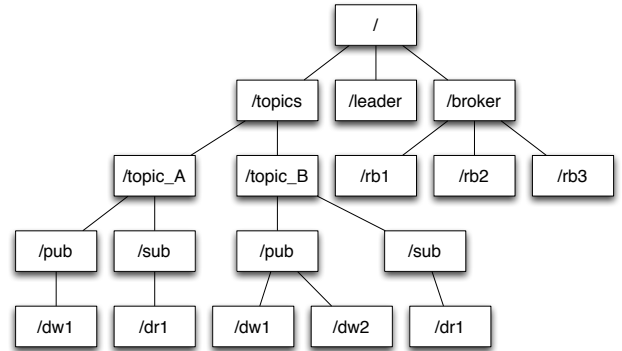 /
/topics
/leader
/broker
/topic_A
/topic_B
/rb1
/rb2
/rb3
/pub
/sub
/pub
/sub
/dw1
/dr1
/dw1
/dw2
/dr1